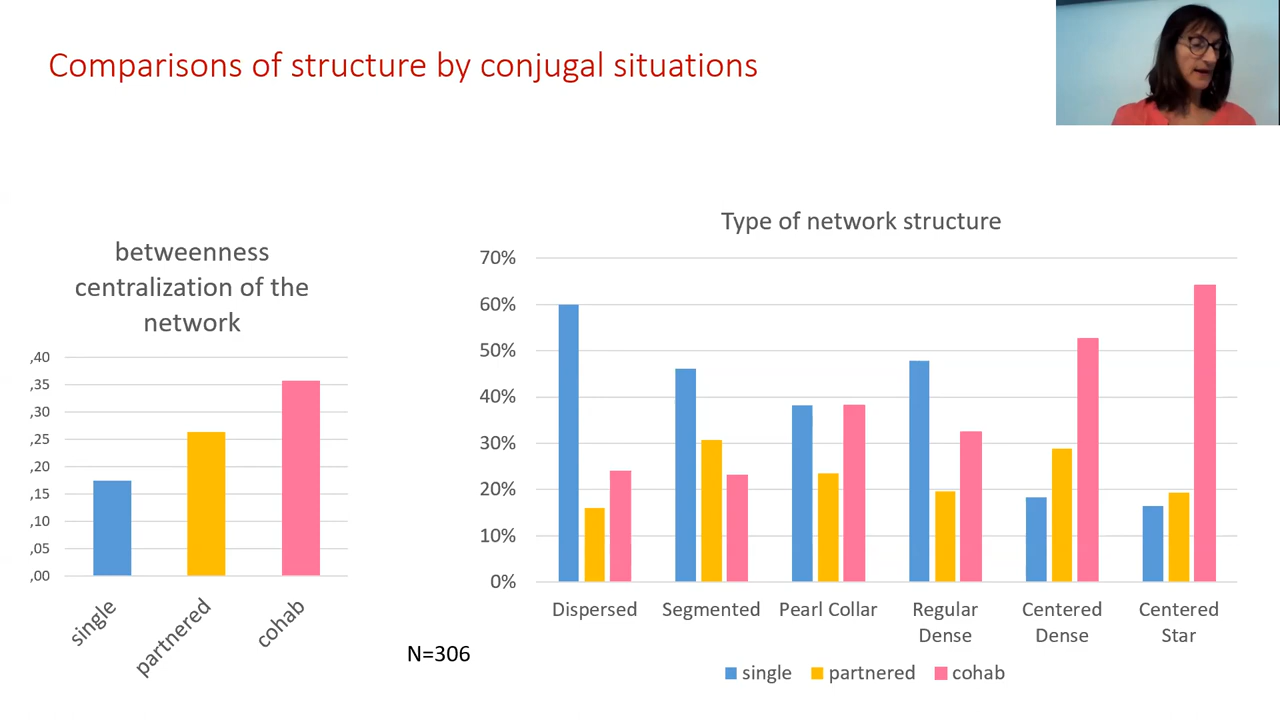 Comparisons of structure by conjugal situations
betweenness
centralization of the
network
,40
,35
,30
,25
,20
,15
,10
,05
,00
single
partnered
cohab
N=306
Type of network structure
70%
60%
50%
40%
30%
20%
10%
0%
Dispersed
Segmented
Pearl Collar
Regular
Dense
Centered
Dense
Centered
Star
single
partnered
cohab